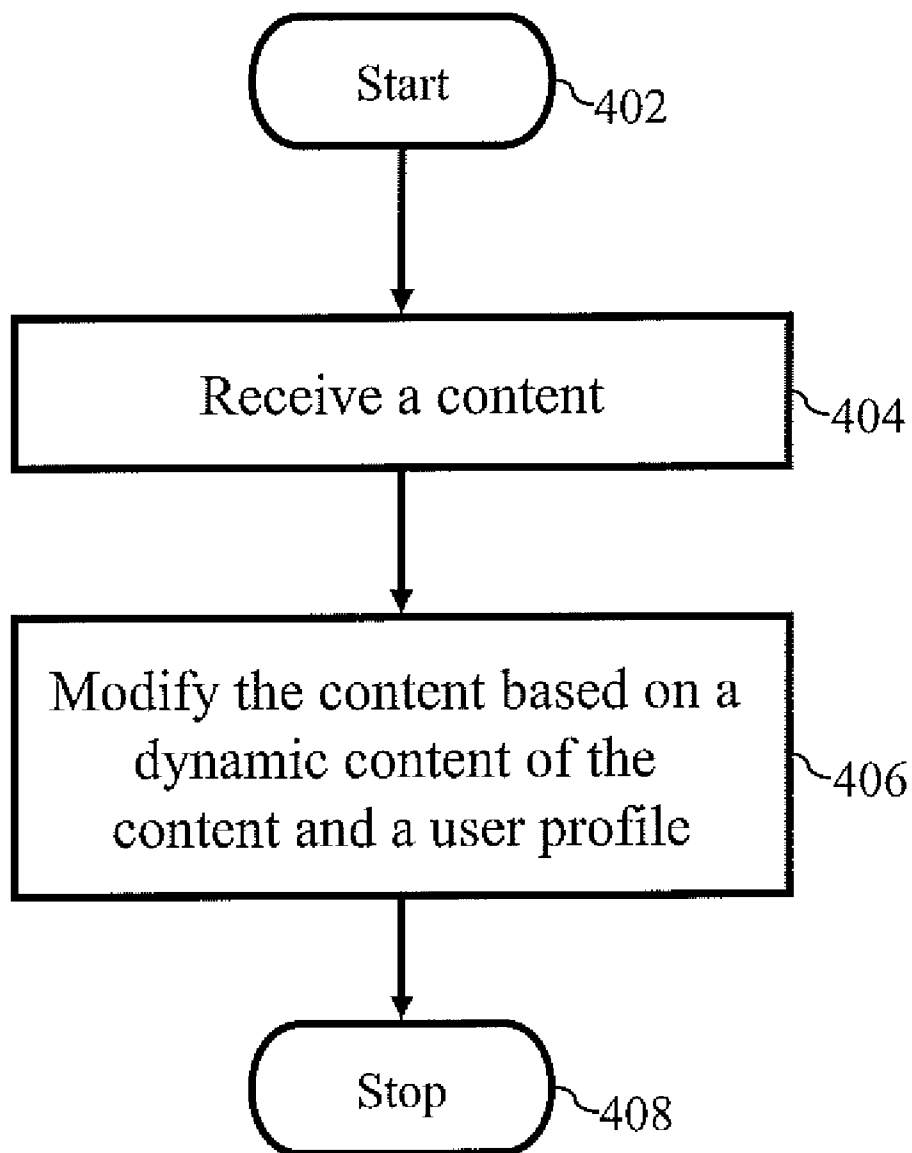 Start
402
Receive a content
404
Modify the content based on a
dynamic content of the
content and a user profile
406
Stop
408